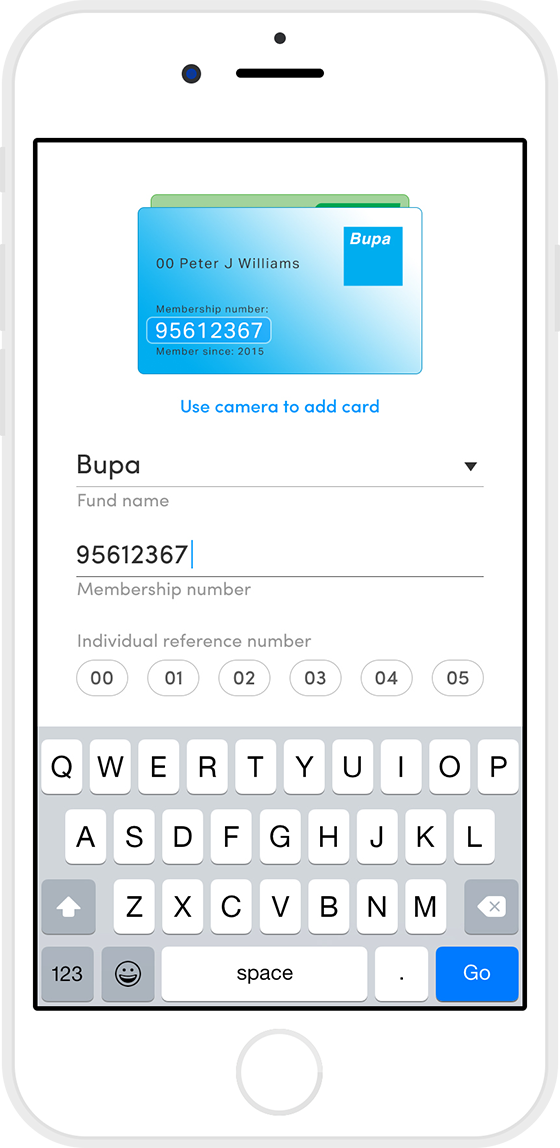 Bupa
00 Peter J Williams
Membership number:
95612367
Member since: 2015
Use camera to add card
Bupa
Fund name
95612367
Membership number
Individual reference number
00 01 02 03 04 05
Q W E R T Y U I O P
A S D F G H J K L
Z X C V B N M
123 space . Go